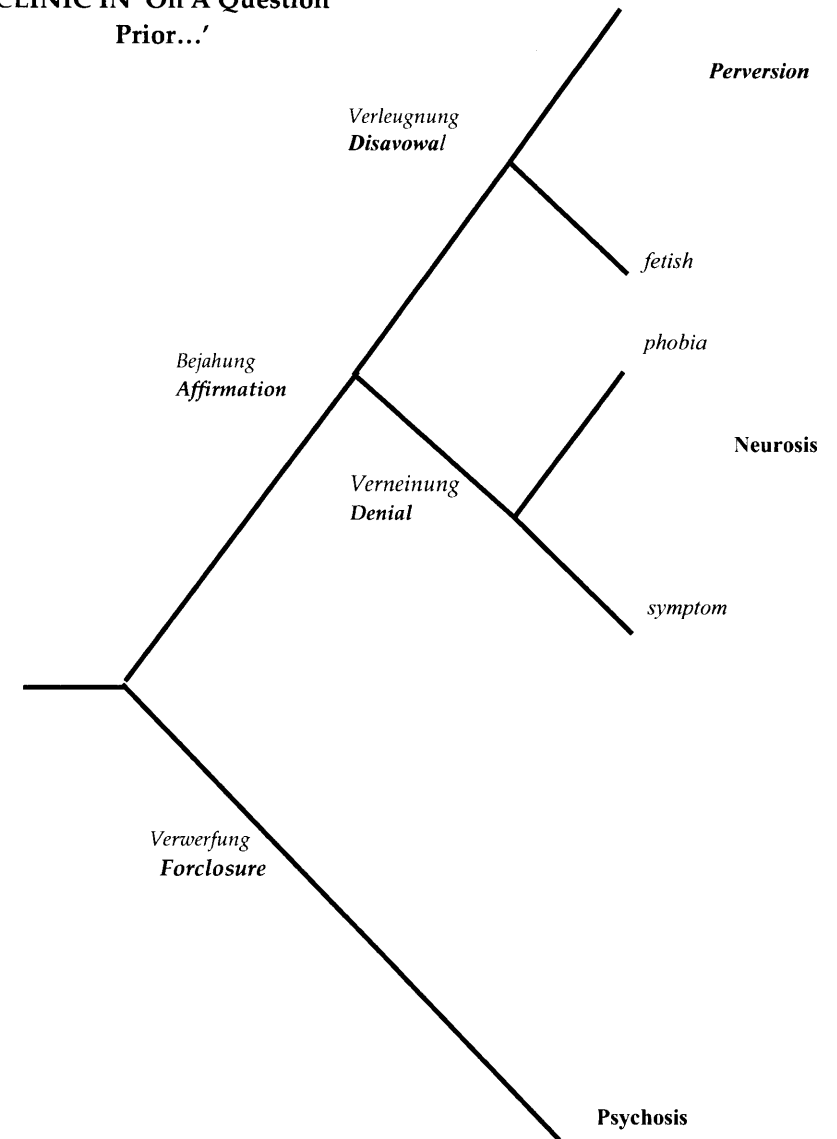 CLINIC IN 'On A Question
Prior...'
Perversion
Verleugnung
Disavowal
fetish
phobia
Bejahung
Affirmation
Neurosis
Verneinung
Denial
symptom
Verwerfung
Forclosure
Psychosis